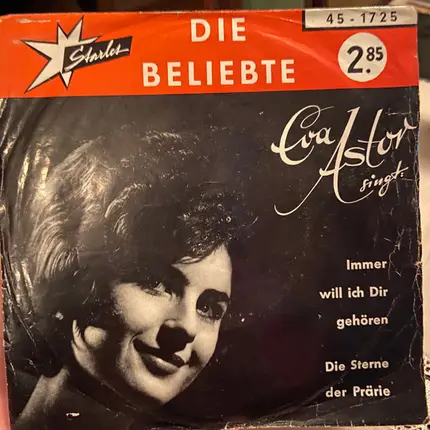 Starlet
DIE
BELIEBTE
45 - 1725
2.85
Eva
Astor
singt:
Immer
will ich Dir
gehören
Die Sterne
der Prärie